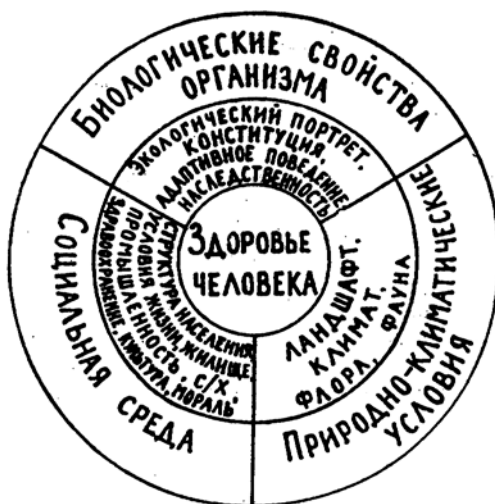 Биологические свойства
организма
Экологический портрет,
конституция,
адаптивное поведение,
наследственность
Здоровье
человека
Социальная среда
структура населения
условия жизни, жилище,
промышленность, с/х,
здравоохранение, культура, мораль
Природно-климатические
условия
ландшафт,
климат,
флора, фауна